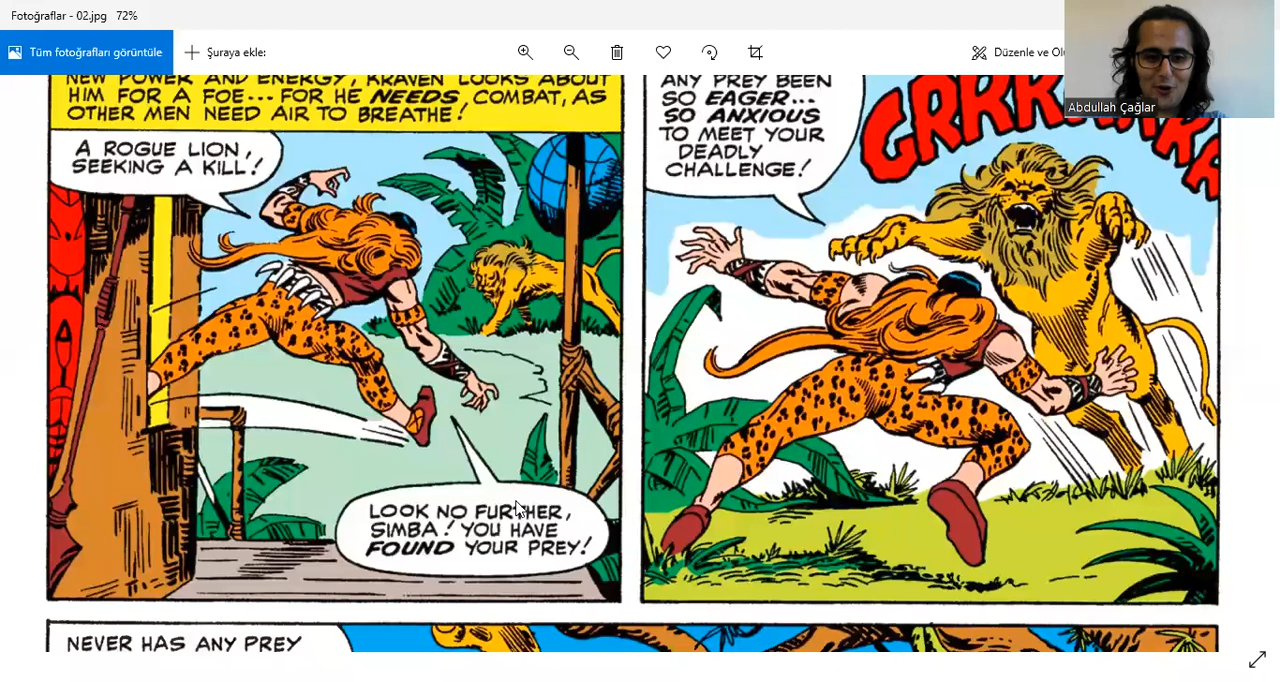 Fotoğraflar - 02.jpg 72%
Tüm fotoğrafları görüntüle
Şuraya ekle:
Düzenle ve Ol
Abdullah Çağlar
NEW POWER AND ENERGY, KRAVEN LOOKS ABOUT
HIM FOR A FOE... FOR HE NEEDS COMBAT, AS
OTHER MEN NEED AIR TO BREATHE!
A ROGUE LION,
SEEKING A KILL!
LOOK NO FURTHER,
SIMBA! YOU HAVE
FOUND YOUR PREY!
ANY PREY BEEN
SO EAGER...
SO ANXIOUS
TO MEET YOUR
DEADLY
CHALLENGE!
NEVER HAS ANY PREY